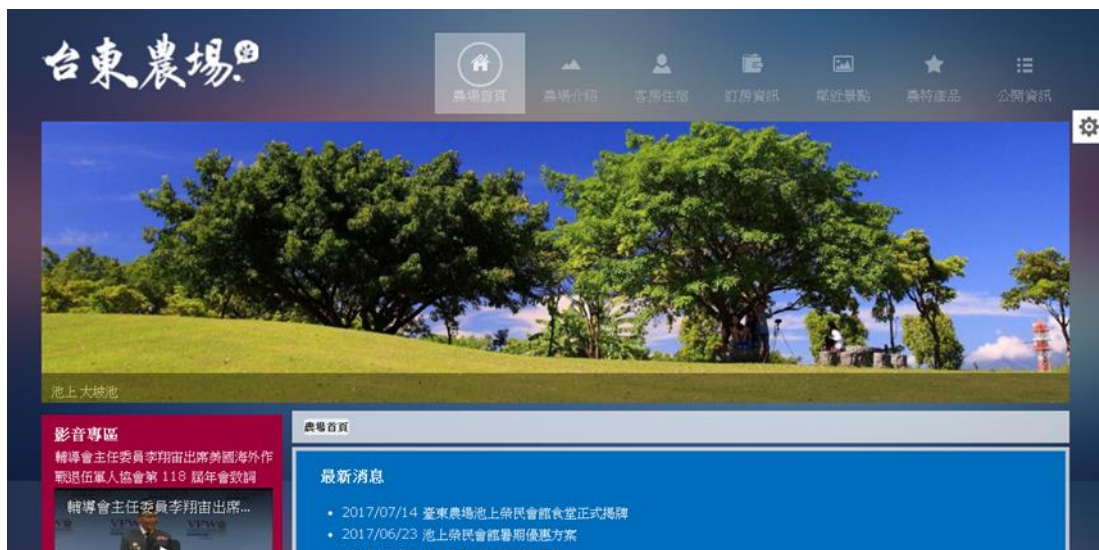 台東農場
農場首頁
農場介紹
客房住宿
訂房資訊
鄰近景點
農特產品
公開資訊
池上 大坡池
影音專區
輔導會主任委員李翔宙出席美國海外作
戰退伍軍人協會第 118 屆年會致詞
輔導會主任委員李翔宙出席...
VFW
VFW
農場首頁
最新消息
2017/07/14 臺東農場池上榮民會館食堂正式揭牌
2017/06/23 池上榮民會館暑期優惠方案